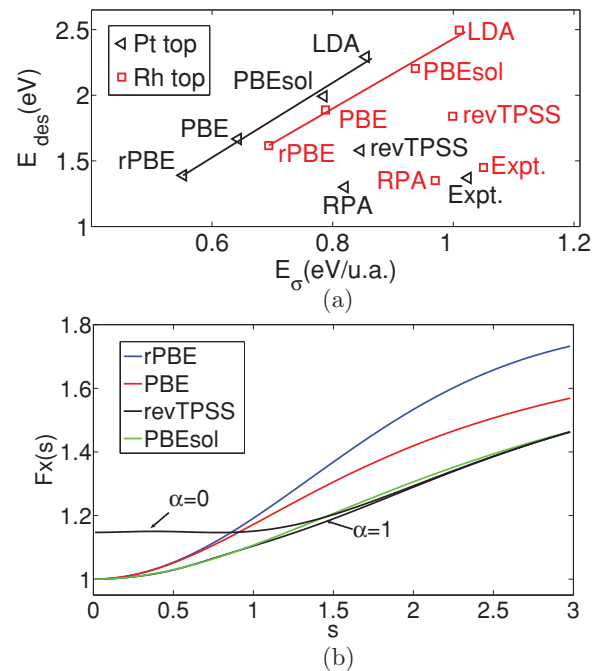 2.5
2
1.5
1
E_des(eV)
Pt top
Rh top
LDA
LDA
PBEsol
PBEsol
PBE
PBE
revTPSS
rPBE
rPBE
revTPSS
RPA
RPA
Expt.
Expt.
0.6 0.8 1 1.2
E_σ(eV/u.a.)
(a)
1.8
1.6
1.4
1.2
1
Fx(s)
rPBE
PBE
revTPSS
PBEsol
α=0
α=1
0 0.5 1 1.5 2 2.5 3
s
(b)